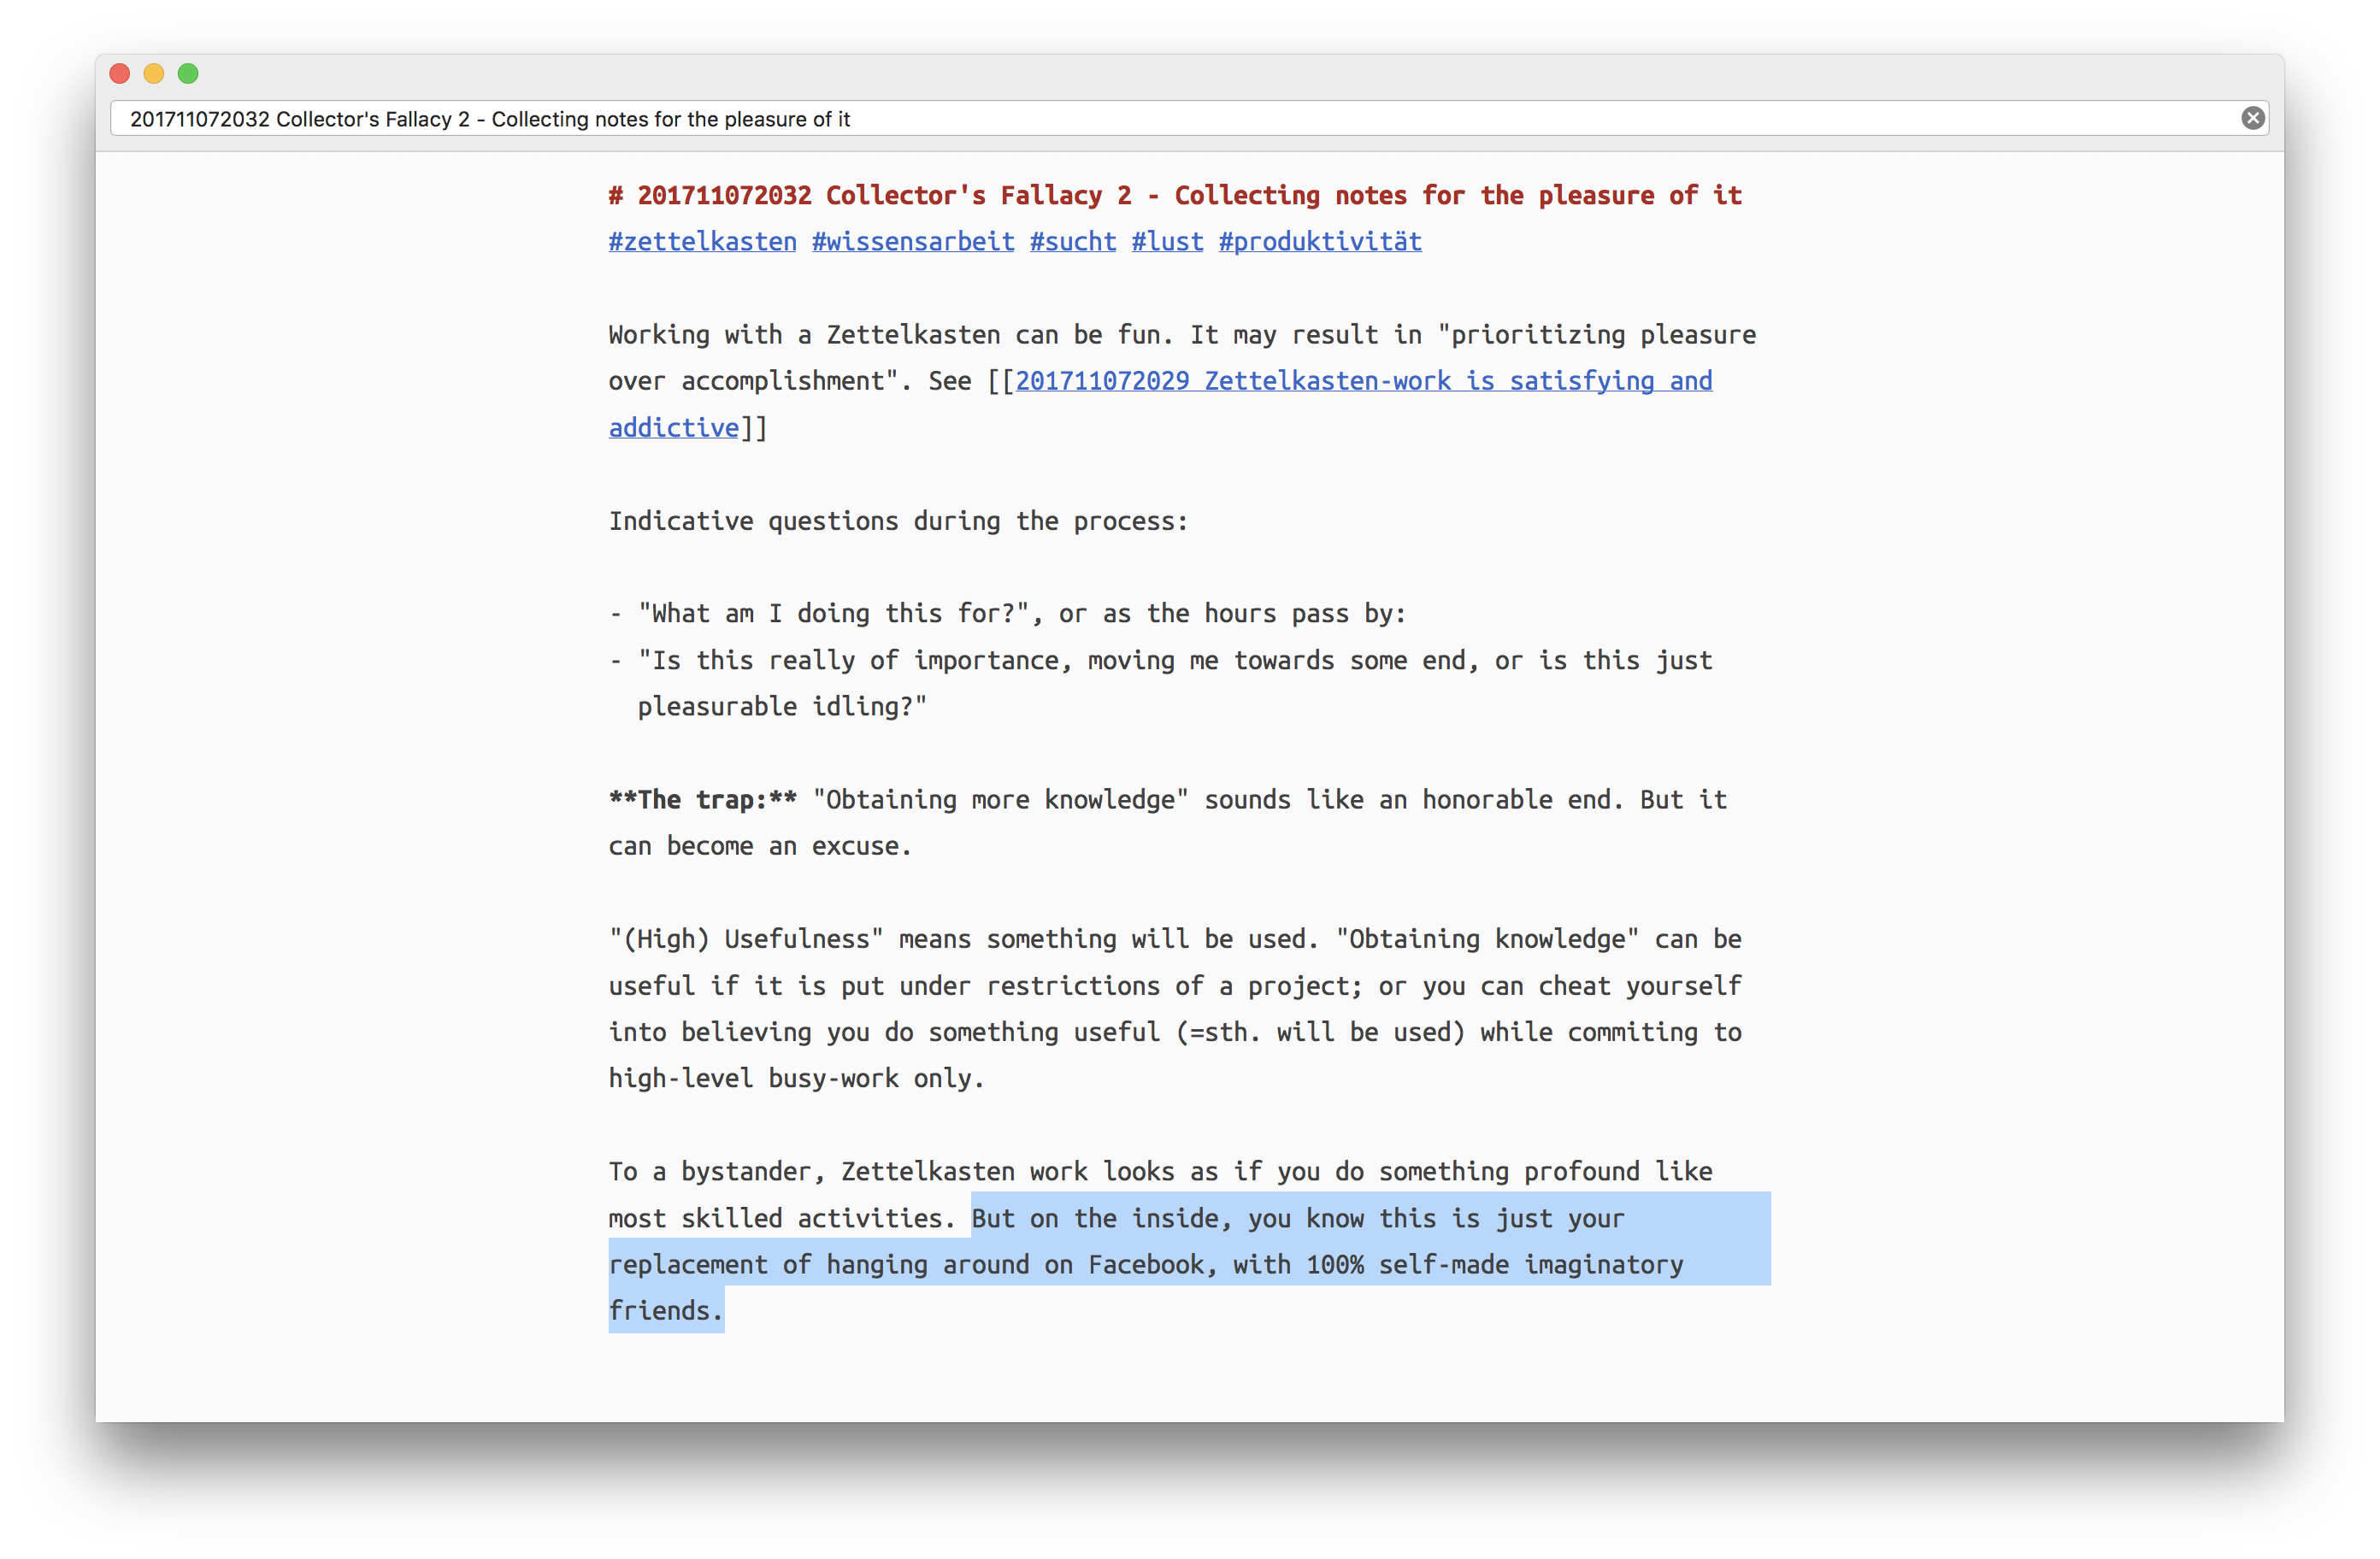 201711072032 Collector's Fallacy 2 - Collecting notes for the pleasure of it
# 201711072032 Collector's Fallacy 2 - Collecting notes for the pleasure of it
#zettelkasten #wissensarbeit #sucht #lust #produktivität
Working with a Zettelkasten can be fun. It may result in "prioritizing pleasure
over accomplishment". See [[201711072029 Zettelkasten-work is satisfying and
addictive]]
Indicative questions during the process:
- "What am I doing this for?", or as the hours pass by:
- "Is this really of importance, moving me towards some end, or is this just
pleasurable idling?"
**The trap:** "Obtaining more knowledge" sounds like an honorable end. But it
can become an excuse.
"(High) Usefulness" means something will be used. "Obtaining knowledge" can be
useful if it is put under restrictions of a project; or you can cheat yourself
into believing you do something useful (=sth. will be used) while commiting to
high-level busy-work only.
To a bystander, Zettelkasten work looks as if you do something profound like
most skilled activities. But on the inside, you know this is just your
replacement of hanging around on Facebook, with 100% self-made imaginatory
friends.